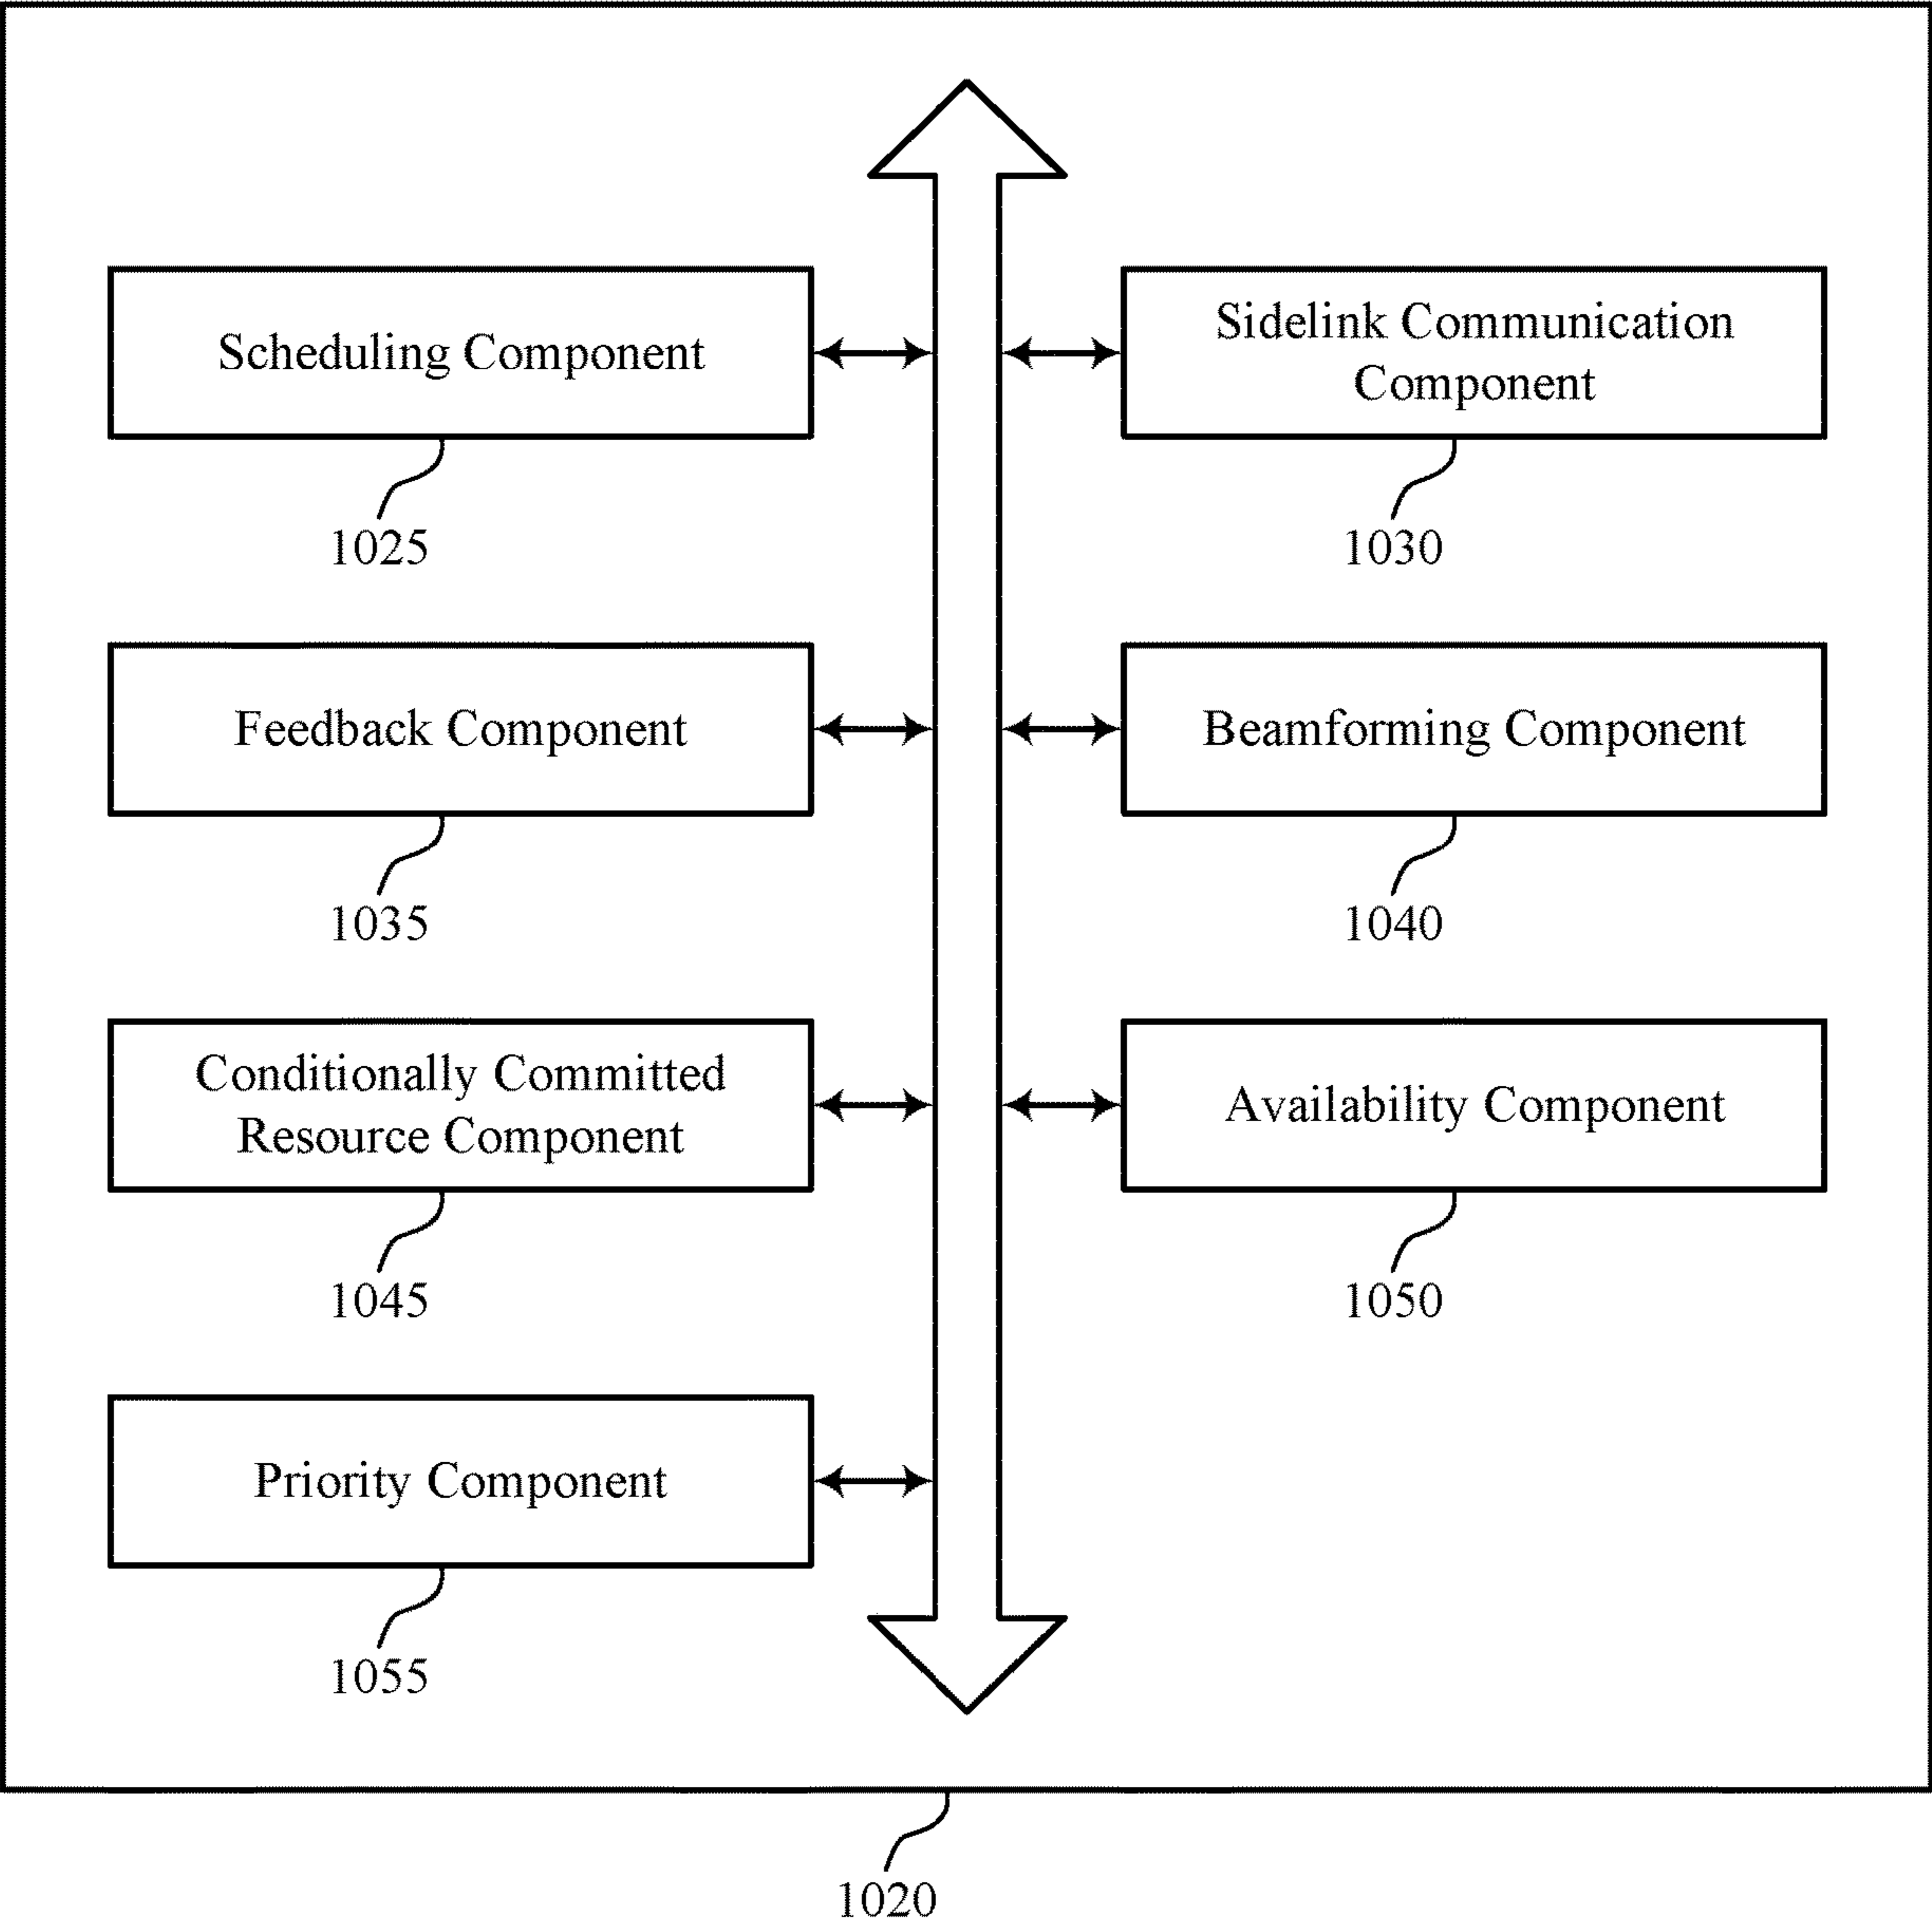 Scheduling Component
1025
Sidelink Communication
Component
1030
Feedback Component
1035
Beamforming Component
1040
Conditionally Committed
Resource Component
1045
Availability Component
1050
Priority Component
1055
1020